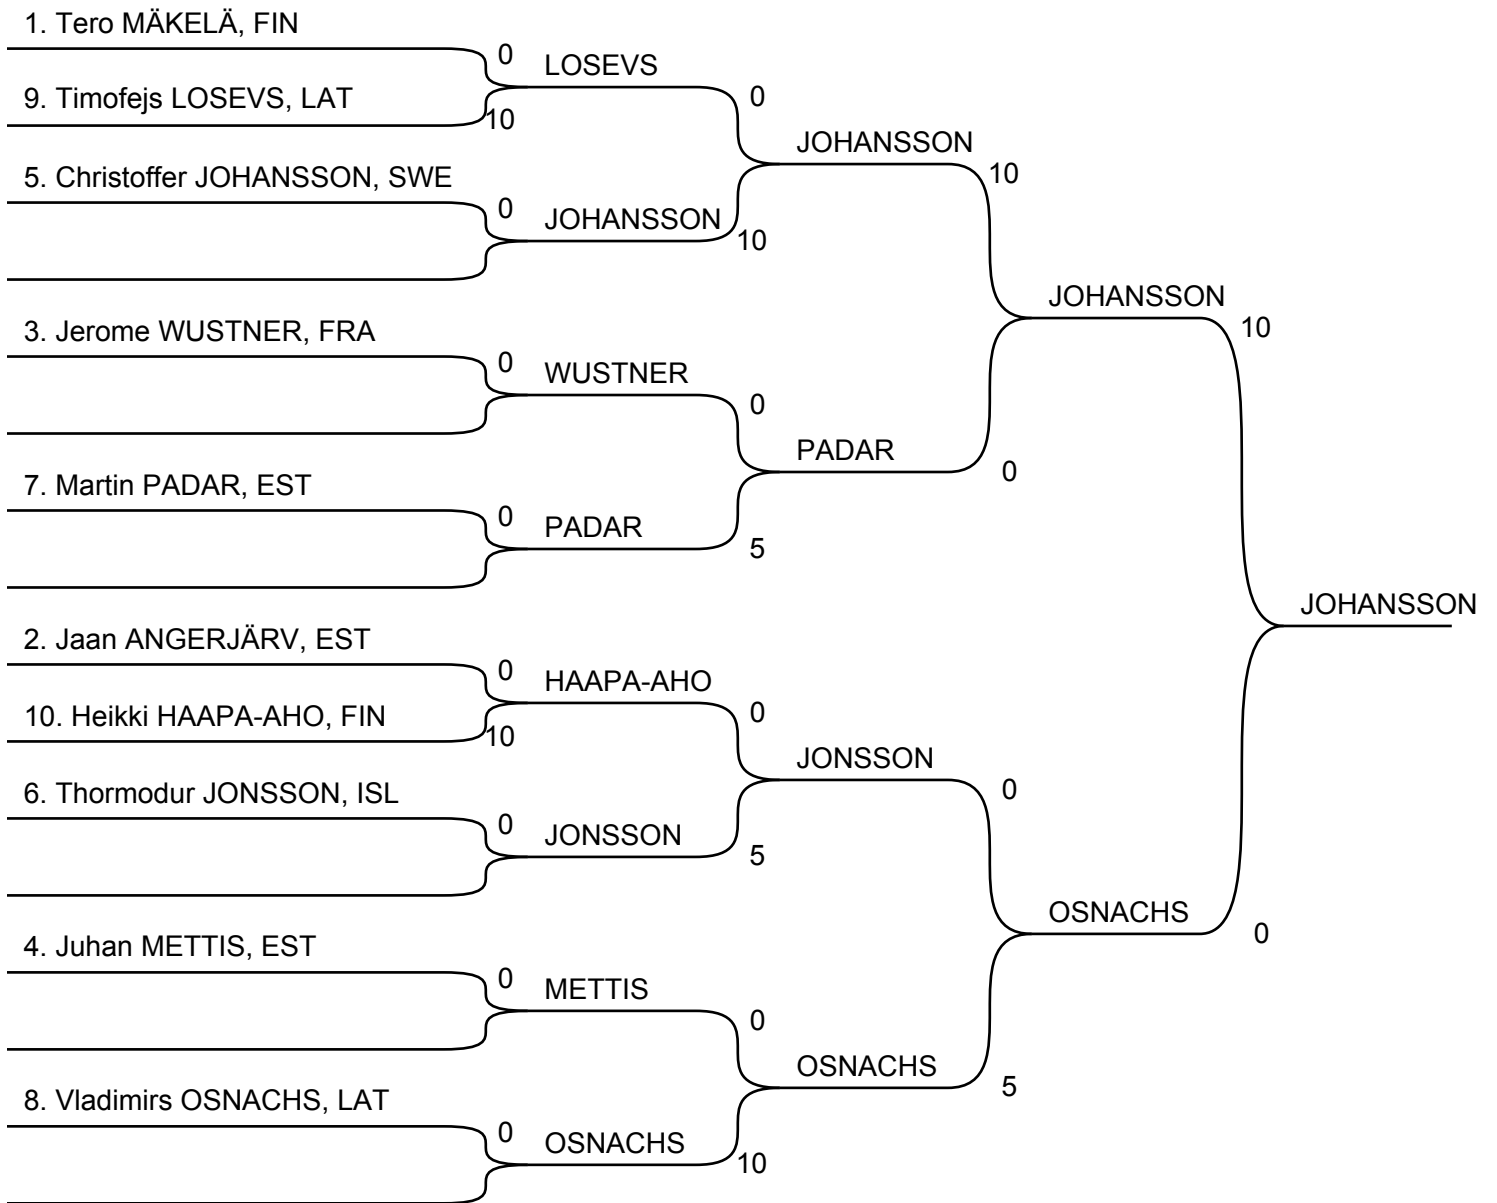 1. Tero MÄKELÄ, FIN
0
LOSEVS
9. Timofejs LOSEVS, LAT
10
0
JOHANSSON
10
5. Christoffer JOHANSSON, SWE
0
JOHANSSON
10
JOHANSSON
10
3. Jerome WUSTNER, FRA
0
WUSTNER
0
PADAR
0
7. Martin PADAR, EST
0
PADAR
5
JOHANSSON
2. Jaan ANGERJÄRV, EST
0
HAAPA-AHO
0
10. Heikki HAAPA-AHO, FIN
10
JONSSON
0
6. Thormodur JONSSON, ISL
0
JONSSON
5
OSNACHS
0
4. Juhan METTIS, EST
0
METTIS
0
OSNACHS
5
8. Vladimirs OSNACHS, LAT
0
OSNACHS
10